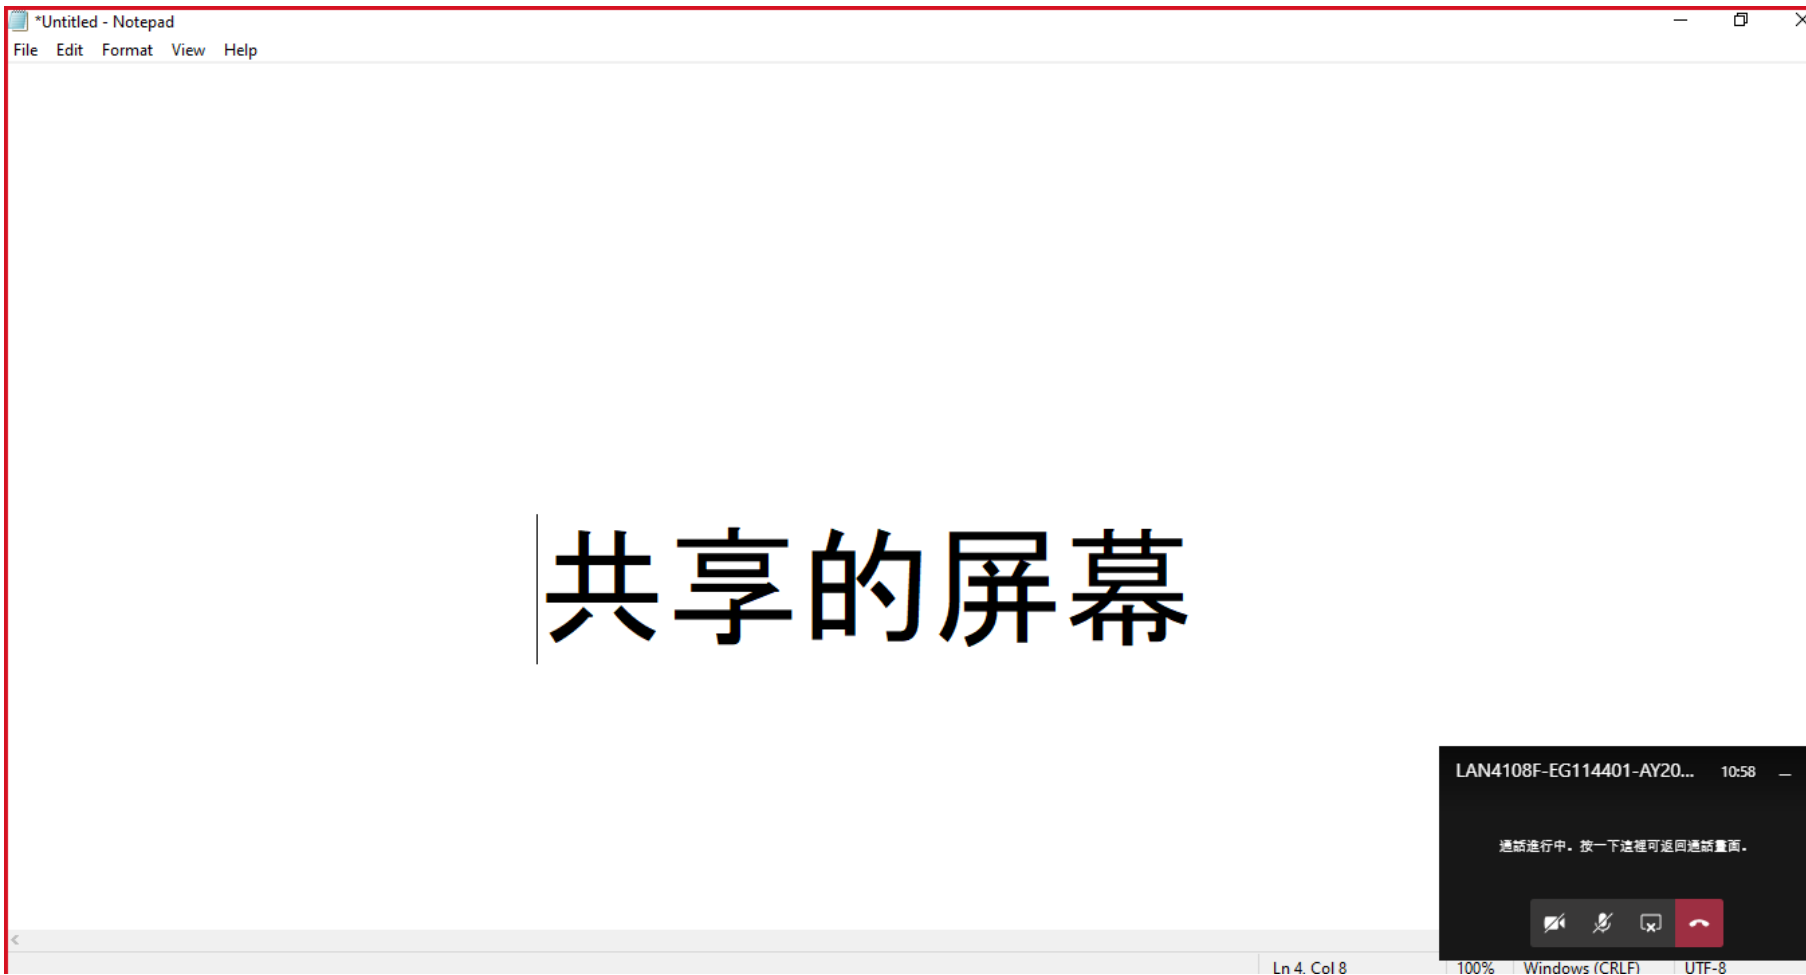 *Untitled - Notepad
File Edit Format View Help
共享的屏幕
LAN4108F-EG114401-AY20... 10:58
通話進行中。按一下這裡可返回通話畫面。
Ln 4, Col 8 100% Windows (CRLF) UTF-8